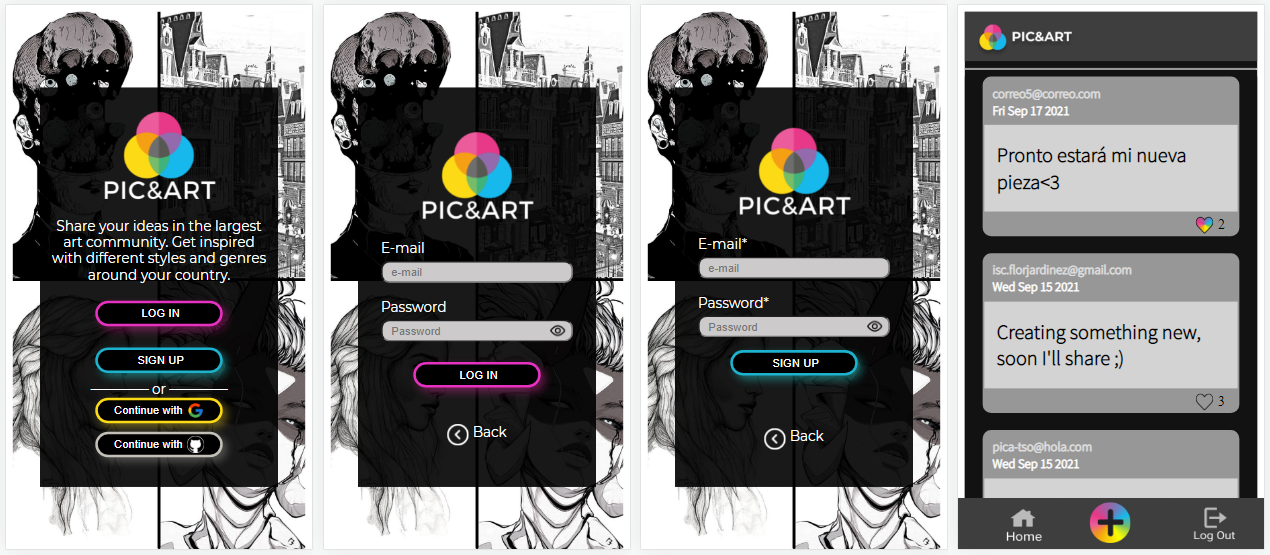 PIC&ART
Share your ideas in the largest
art community. Get inspired
with different styles and genres
around your country.
LOG IN
SIGN UP
or
Continue with
Continue with
PIC&ART
E-mail
e-mail
Password
Password
LOG IN
Back
PIC&ART
E-mail*
e-mail
Password*
Password
SIGN UP
Back
PIC&ART
correo5@correo.com
Fri Sep 17 2021
Pronto estará mi nueva
pieza<3
2
isc.florjardinez@gmail.com
Wed Sep 15 2021
Creating something new,
soon I'll share ;)
3
pica-tso@hola.com
Wed Sep 15 2021
Home
Log Out